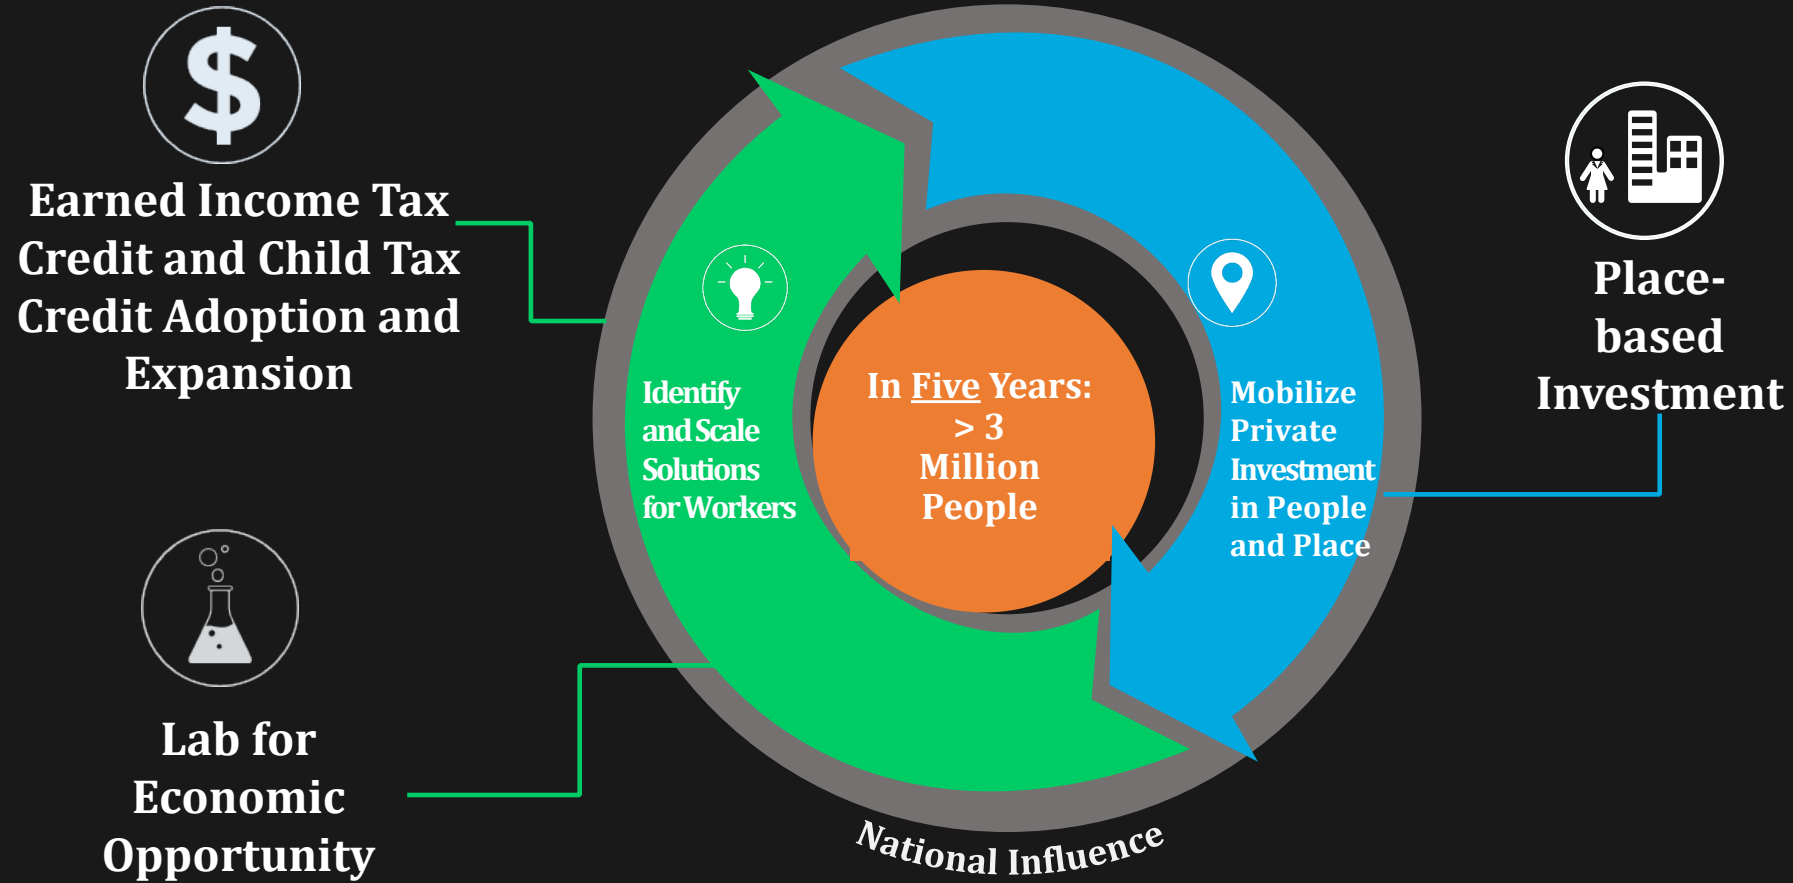 Earned Income Tax
Credit and Child Tax
Credit Adoption and
Expansion
Lab for
Economic
Opportunity
Identify
and Scale
Solutions
for Workers
In Five Years:
> 3
Million
People
Mobilize
Private
Investment
in People
and Place
Place-
based
Investment
National Influence